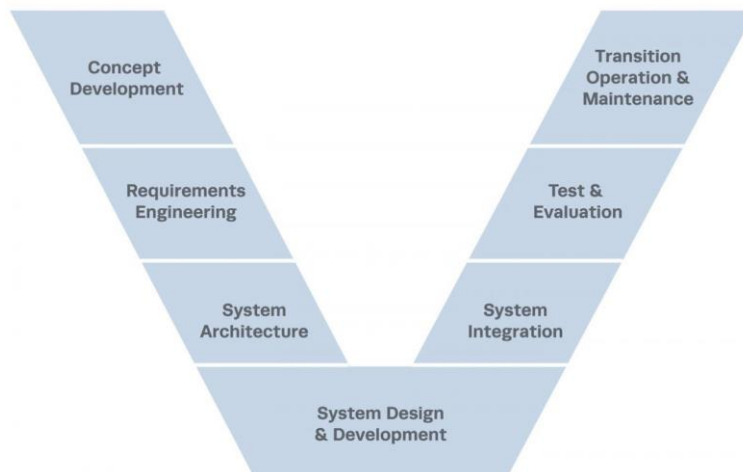 Concept
Development
Requirements
Engineering
System
Architecture
System Design
& Development
System
Integration
Test &
Evaluation
Transition
Operation &
Maintenance